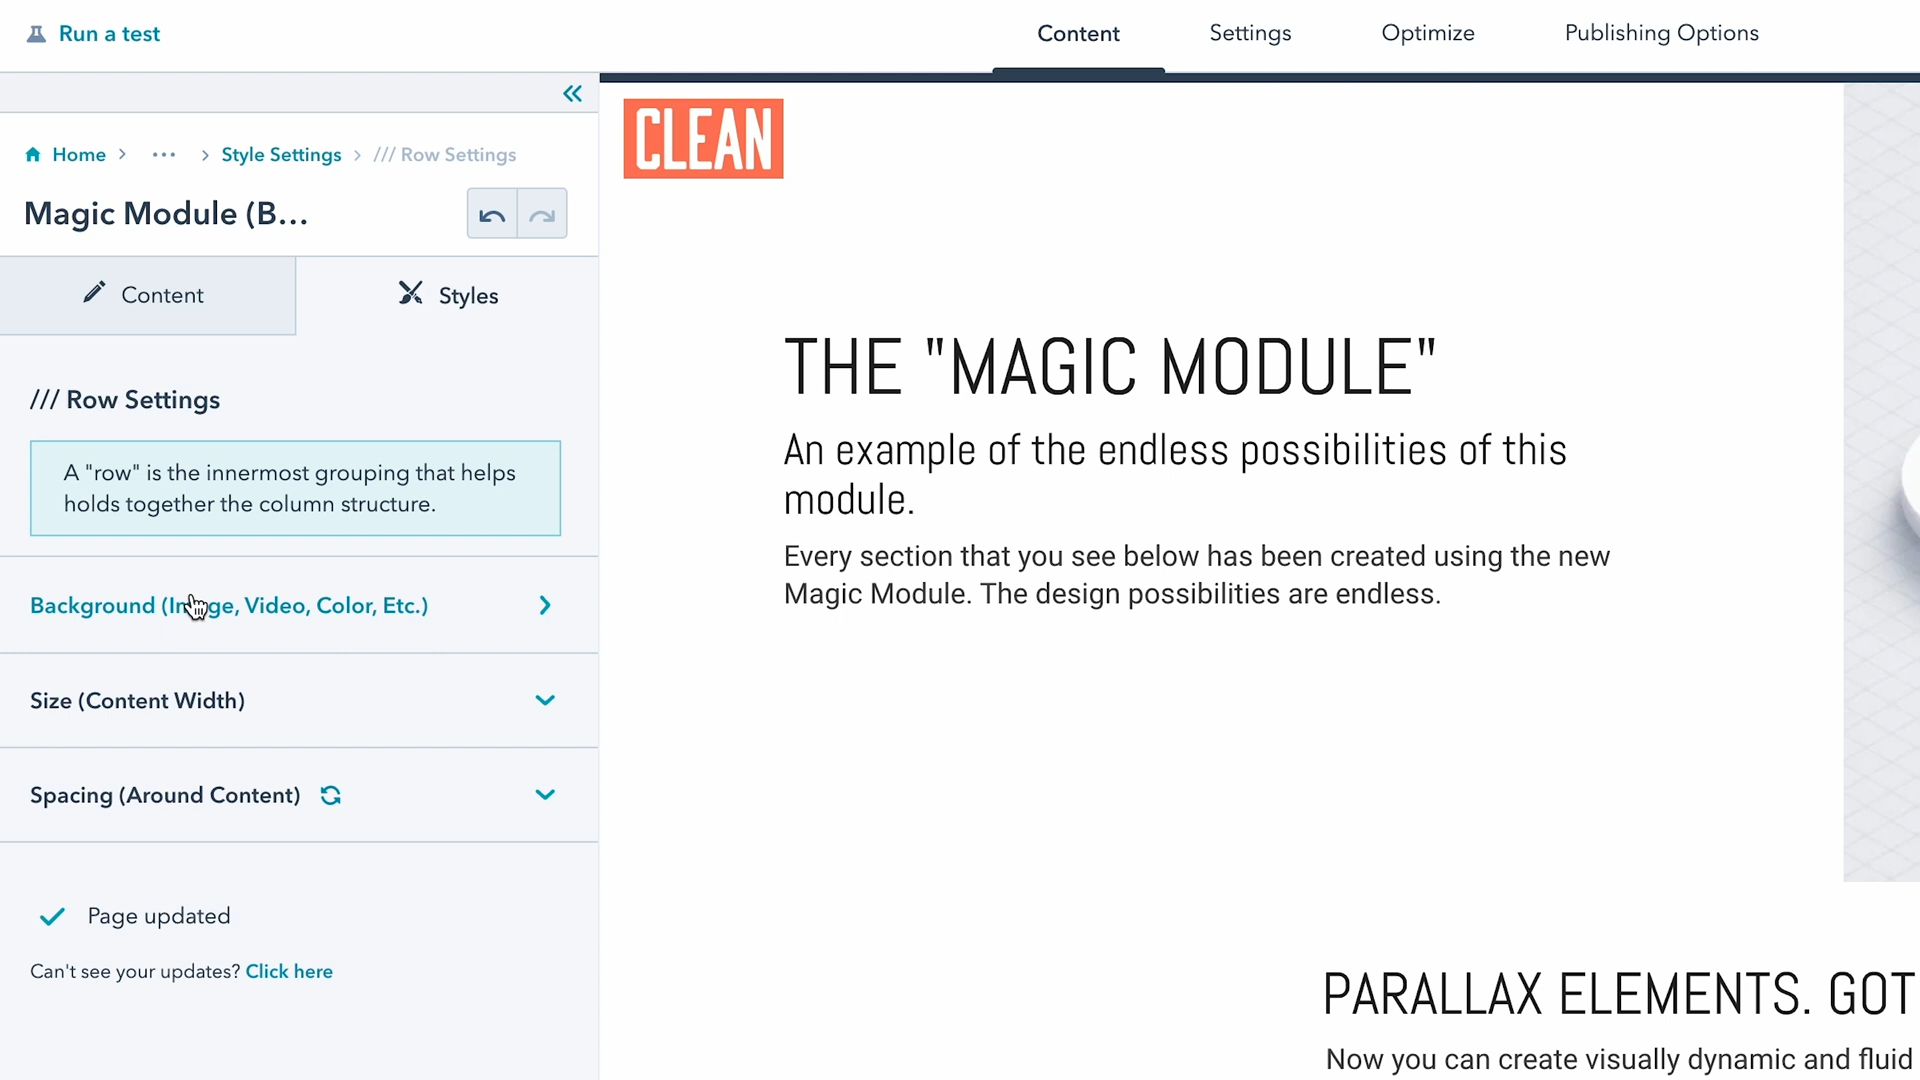 Run a test
Content
Settings
Optimize
Publishing Options
Home
Style Settings
/// Row Settings
Magic Module (B...
Content
Styles
/// Row Settings
A "row" is the innermost grouping that helps
holds together the column structure.
Background (Image, Video, Color, Etc.)
Size (Content Width)
Spacing (Around Content)
Page updated
Can't see your updates? Click here
CLEAN
THE "MAGIC MODULE"
An example of the endless possibilities of this
module.
Every section that you see below has been created using the new
Magic Module. The design possibilities are endless.
PARALLAX ELEMENTS. GOT
Now you can create visually dynamic and fluid